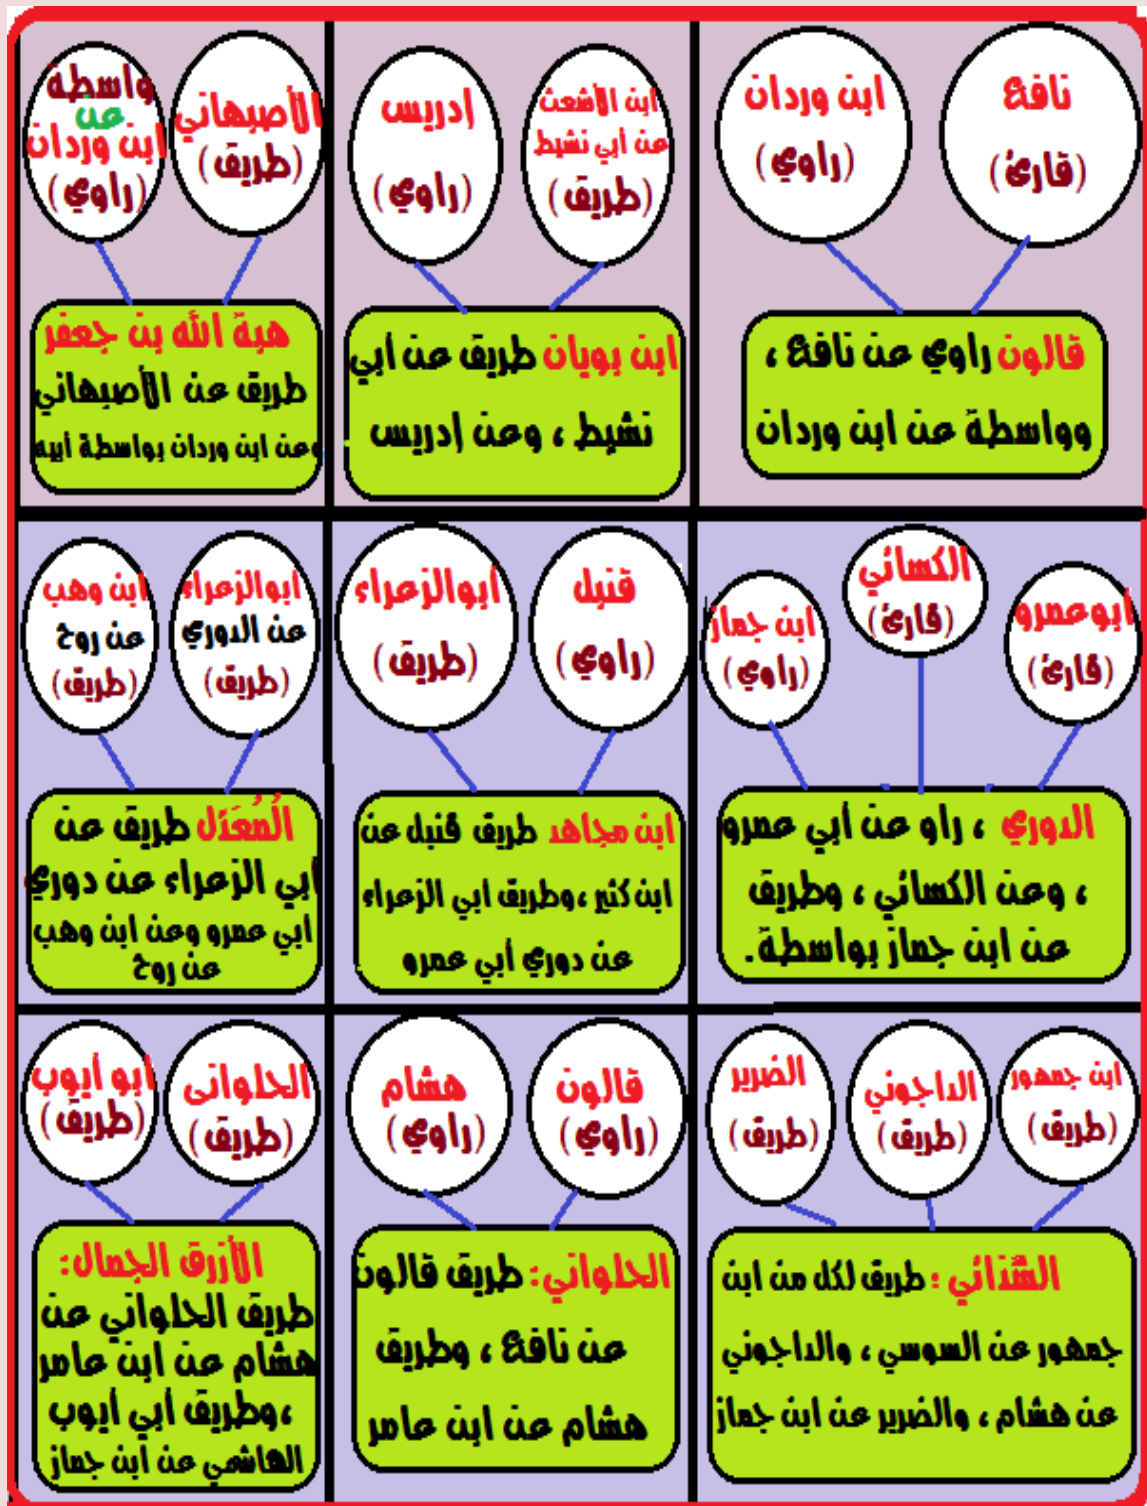 نافع
(قارئ)
ابن وردان
(راوي)
قالون راوي عن نافع ،
وواسطة عن ابن وردان
ابن الأشعث
عن أبي نشيط
(طريق)
إدريس
(راوي)
ابن بويان طريق عن أبي
نشيط ، وعن إدريس
الأصبهاني
(طريق)
واسطة
عن
ابن وردان
(راوي)
هبة الله بن جعفر
طريق عن الأصبهاني
وعن ابن وردان بواسطة أبيه
ابوعمرو
(قارئ)
الكسائي
(قارئ)
ابن جماز
(راوي)
الدوري ، راو عن أبي عمرو
، وعن الكسائي ، وطريق
عن ابن جماز بواسطة.
قنبل
(راوي)
أبوالزعراء
(طريق)
ابن مجاهد طريق قنبل عن
ابن كثير ،وطريق ابي الزعراء
عن دوري أبي عمرو
ابوالزعراء
عن الدوري
(طريق)
ابن وهب
عن روح
(طريق)
الُمعَدَل طريق عن
أبي الزعراء عن دوري
أبي عمرو وعن ابن وهب
عن روح
ابن جمهور
(طريق)
الداجوني
(طريق)
الضرير
(طريق)
الشذائي : طريق لكل من ابن
جمهور عن السوسي ، والداجوني
عن هشام ، والضرير عن ابن جماز
قالون
(راوي)
هشام
(راوي)
الحلواني: طريق قالون
عن نافع ، وطريق
هشام عن ابن عامر
الحلوانى
(طريق)
أبو أيوب
(طريق)
الأزرق الجمال:
طريق الحلواني عن
هشام عن ابن عامر
،وطريق أبي أيوب
الهاشمي عن ابن جماز